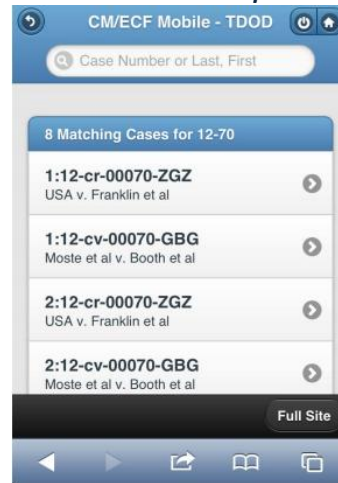 CM/ECF Mobile - TDOD
Case Number or Last, First
8 Matching Cases for 12-70
1:12-cr-00070-ZGZ
USA v. Franklin et al
1:12-cv-00070-GBG
Moste et al v. Booth et al
2:12-cr-00070-ZGZ
USA v. Franklin et al
2:12-cv-00070-GBG
Moste et al v. Booth et al
Full Site